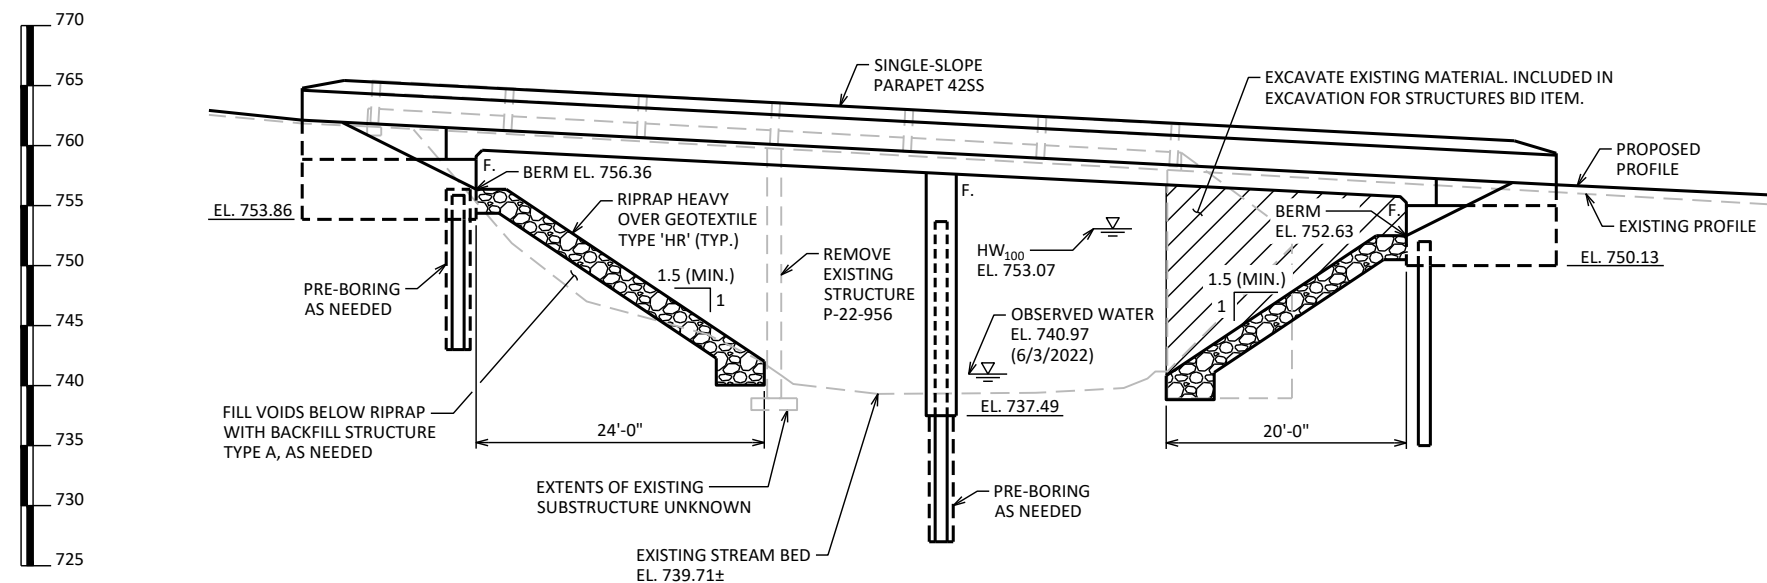 770
765
760
755
750
745
740
735
730
725
SINGLE-SLOPE
PARAPET 42SS
EXCAVATE EXISTING MATERIAL. INCLUDED IN
EXCAVATION FOR STRUCTURES BID ITEM.
PROPOSED
PROFILE
EXISTING PROFILE
F.
BERM EL. 756.36
RIPRAP HEAVY
OVER GEOTEXTILE
TYPE 'HR' (TYP.)
EL. 753.86
PRE-BORING
AS NEEDED
1.5 (MIN.)
1
REMOVE
EXISTING
STRUCTURE
P-22-956
F.
HW100
EL. 753.07
OBSERVED WATER
EL. 740.97
(6/3/2022)
BERM
EL. 752.63
F.
1.5 (MIN.)
1
EL. 750.13
FILL VOIDS BELOW RIPRAP
WITH BACKFILL STRUCTURE
TYPE A, AS NEEDED
24'-0"
EL. 737.49
20'-0"
EXTENTS OF EXISTING
SUBSTRUCTURE UNKNOWN
PRE-BORING
AS NEEDED
EXISTING STREAM BED
EL. 739.71±